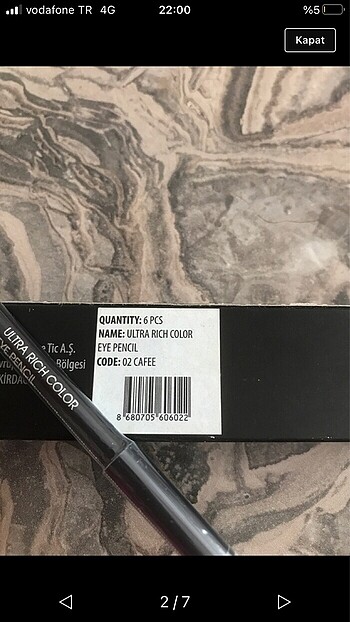 vodafone TR 4G 22:00 %5
Kapat
QUANTITY: 6 PCS
NAME: ULTRA RICH COLOR
EYE PENCIL
CODE: 02 CAFEE
8 680705 606022
e Tic A.Ş.
Bölgesi
ULTRA RICH COLOR
EYE PENCIL
2 / 7